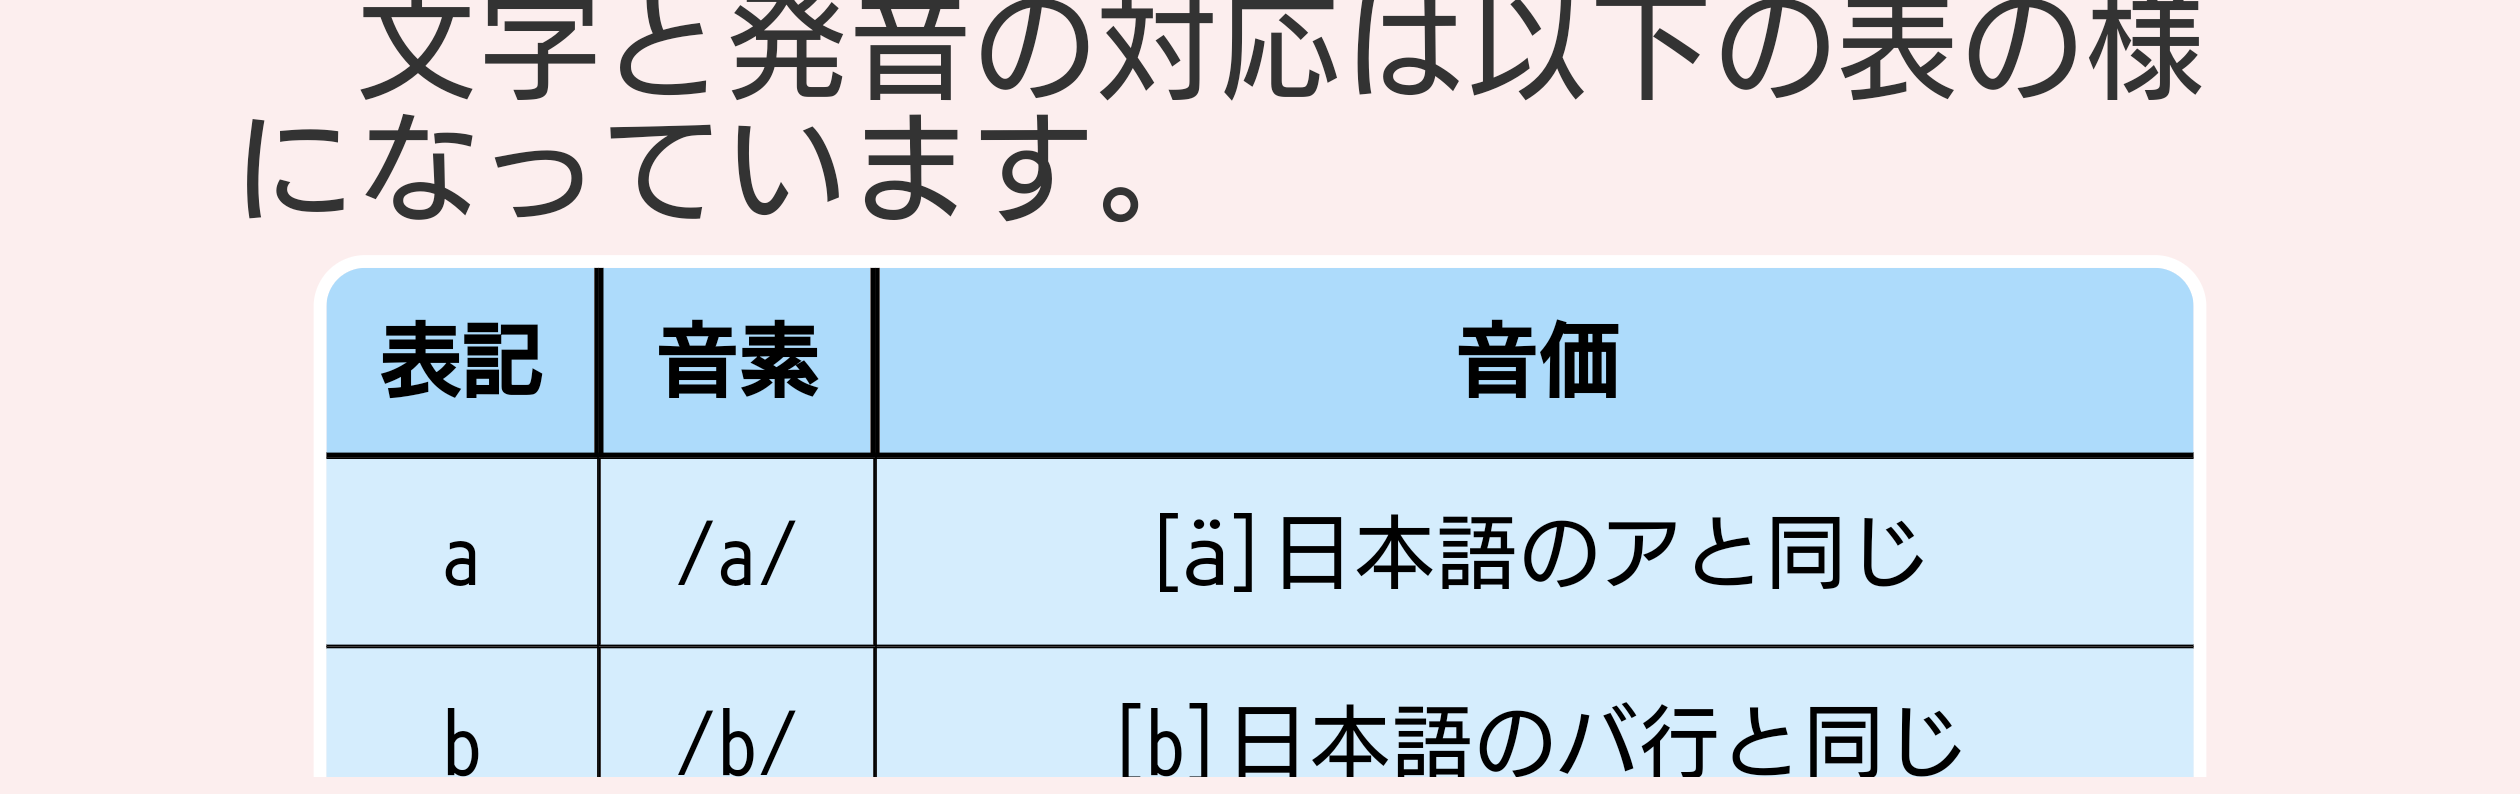 文字と発音の対応は以下の表の様
になっています。
表記 音素 音価
a /a/ [ä] 日本語のアと同じ
b /b/ [b] 日本語のバ行と同じ